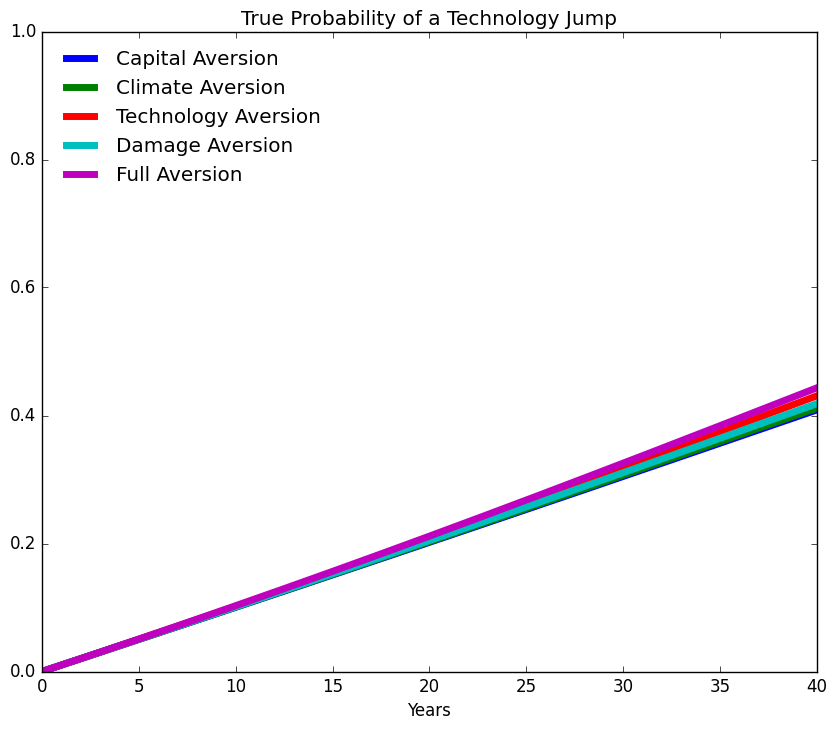 True Probability of a Technology Jump
1.0
Capital Aversion
Climate Aversion
Technology Aversion
Damage Aversion
Full Aversion
0.8
0.6
0.4
0.2
0.0
0 5 10 15 20 25 30 35 40
Years